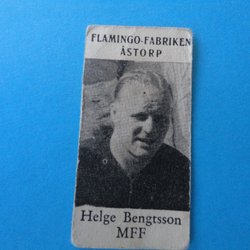 FLAMINGO-FABRIKEN
ÅSTORP
Helge Bengtsson
MFF